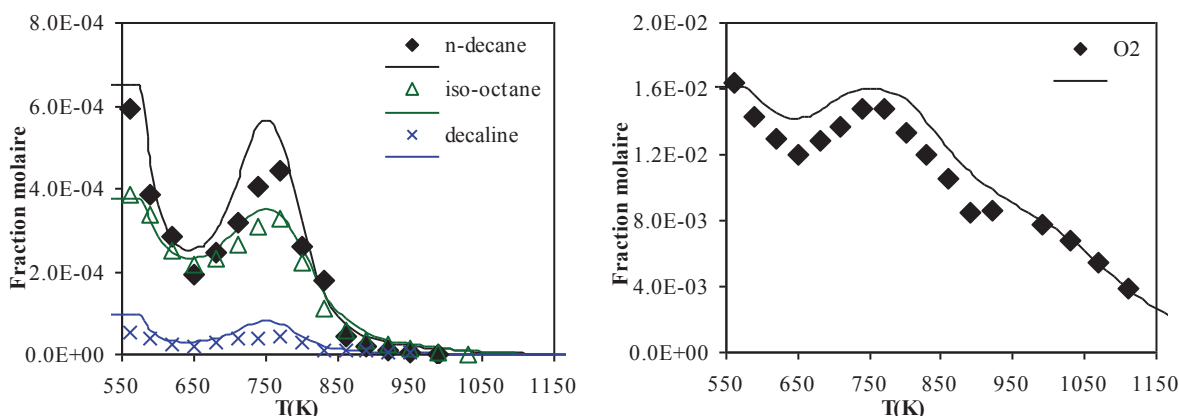 8.0E-04
6.0E-04
4.0E-04
2.0E-04
0.0E+00
Fraction molaire
n-decane
iso-octane
decaline
550 650 750 850 950 1050 1150
T(K)
2.0E-02
1.6E-02
1.2E-02
8.0E-03
4.0E-03
0.0E+00
Fraction molaire
O2
550 650 750 850 950 1050 1150
T(K)